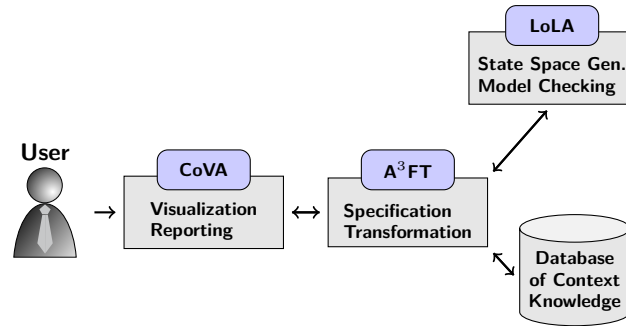 LoLA
State Space Gen.
Model Checking
User
CoVA
Visualization
Reporting
A³FT
Specification
Transformation
Database
of Context
Knowledge